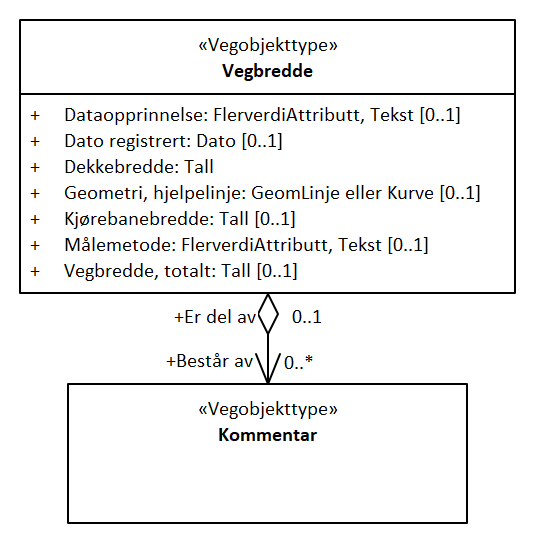 «Vegobjekttype»
Vegbredde
+ Dataopprinnelse: FlerverdiAttributt, Tekst [0..1]
+ Dato registrert: Dato [0..1]
+ Dekkebredde: Tall
+ Geometri, hjelpelinje: GeomLinje eller Kurve [0..1]
+ Kjørebanebredde: Tall [0..1]
+ Målemetode: FlerverdiAttributt, Tekst [0..1]
+ Vegbredde, totalt: Tall [0..1]
+Er del av 0..1
+Består av 0..*
«Vegobjekttype»
Kommentar